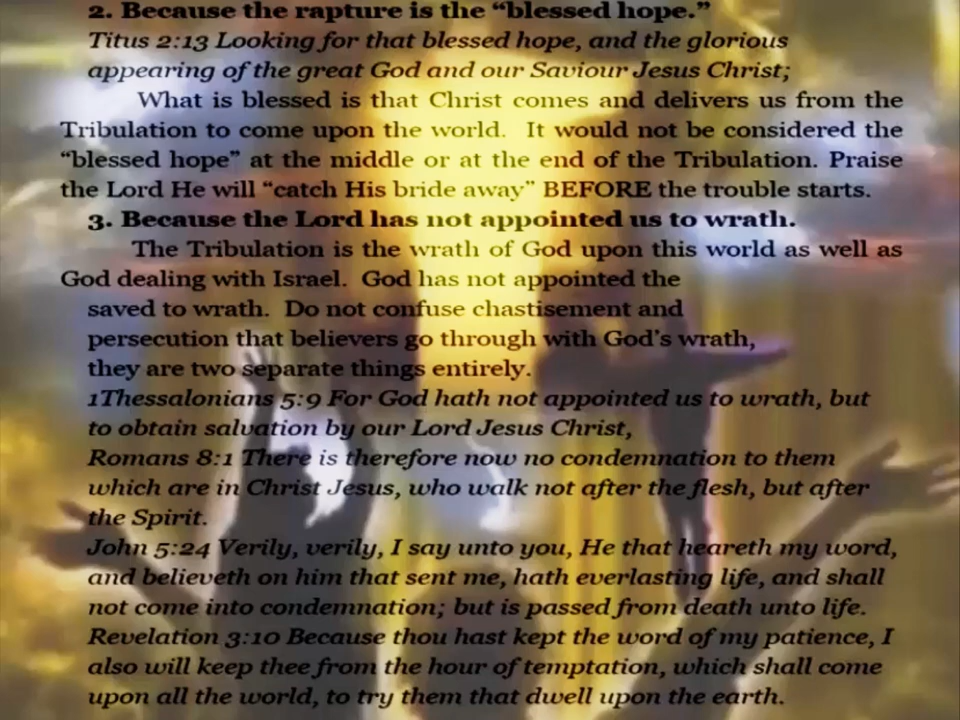 2. Because the rapture is the “blessed hope.”
Titus 2:13 Looking for that blessed hope, and the glorious
appearing of the great God and our Saviour Jesus Christ;
What is blessed is that Christ comes and delivers us from the
Tribulation to come upon the world. It would not be considered the
“blessed hope” at the middle or at the end of the Tribulation. Praise
the Lord He will “catch His bride away” BEFORE the trouble starts.
3. Because the Lord has not appointed us to wrath.
The Tribulation is the wrath of God upon this world as well as
God dealing with Israel. God has not appointed the
saved to wrath. Do not confuse chastisement and
persecution that believers go through with God’s wrath,
they are two separate things entirely.
1Thessalonians 5:9 For God hath not appointed us to wrath, but
to obtain salvation by our Lord Jesus Christ,
Romans 8:1 There is therefore now no condemnation to them
which are in Christ Jesus, who walk not after the flesh, but after
the Spirit.
John 5:24 Verily, verily, I say unto you, He that heareth my word,
and believeth on him that sent me, hath everlasting life, and shall
not come into condemnation; but is passed from death unto life.
Revelation 3:10 Because thou hast kept the word of my patience, I
also will keep thee from the hour of temptation, which shall come
upon all the world, to try them that dwell upon the earth.